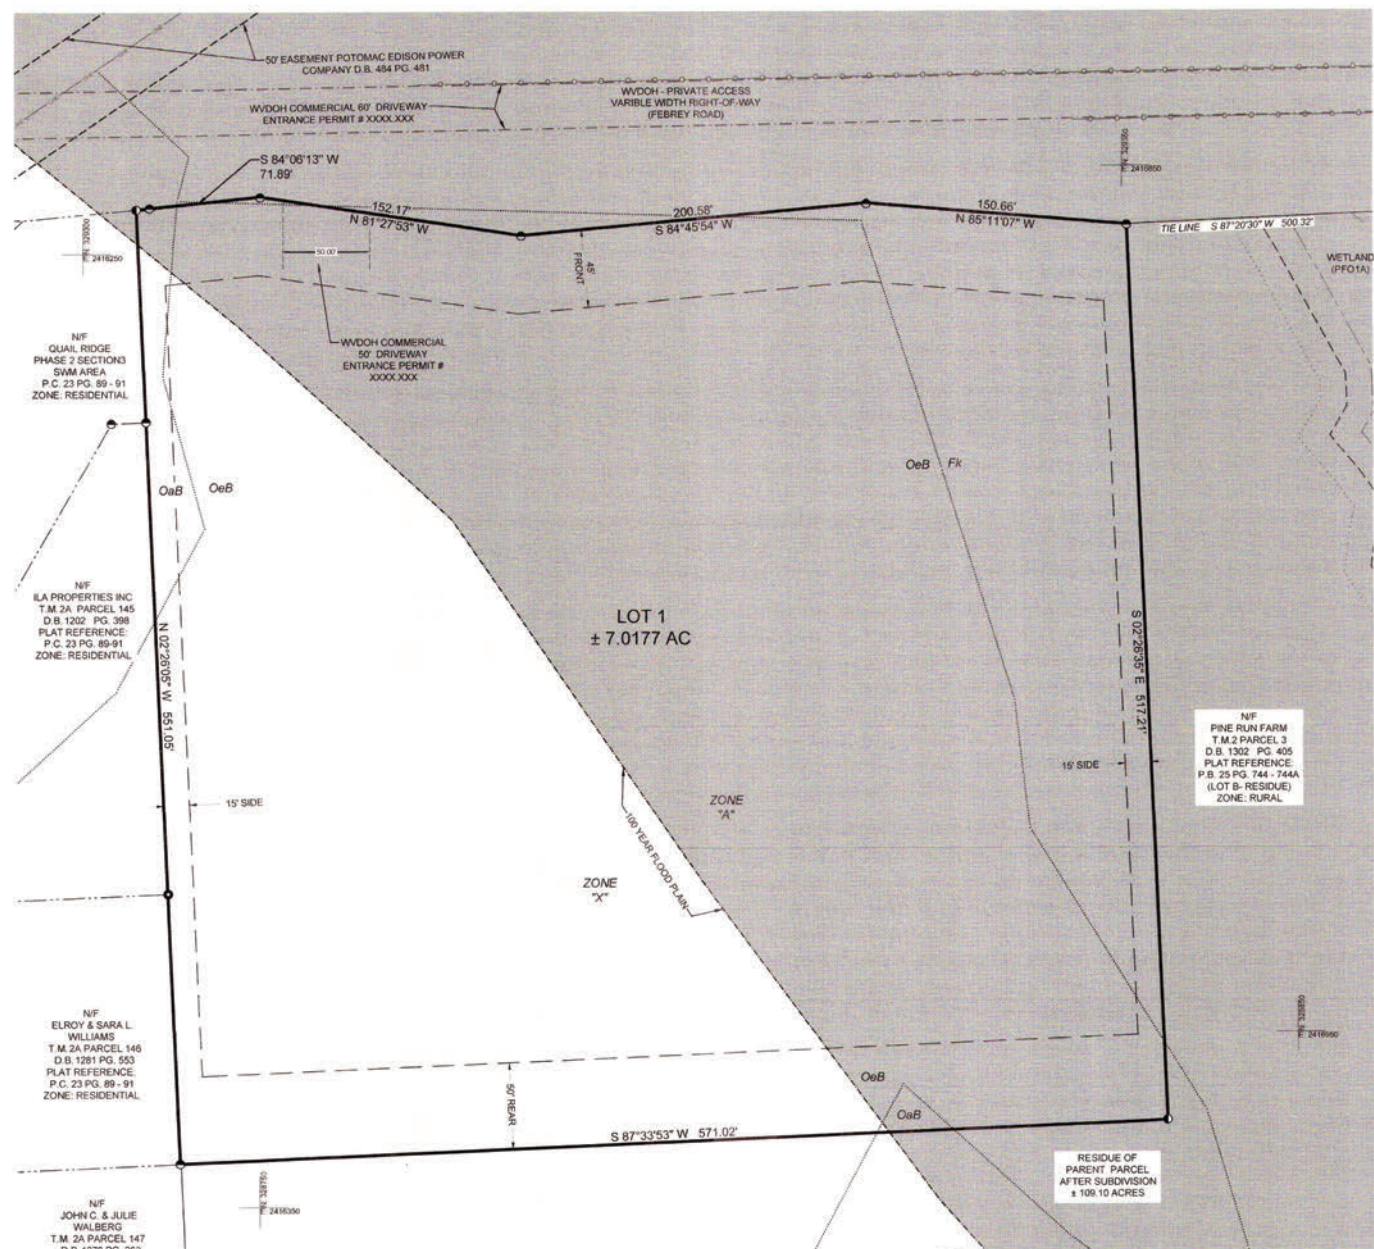 50' EASEMENT POTOMAC EDISON POWER
COMPANY D.B. 484 PG. 481
WVDOH - PRIVATE ACCESS
VARIBLE WIDTH RIGHT-OF-WAY
(FEBREY ROAD)
WVDOH COMMERCIAL 60' DRIVEWAY
ENTRANCE PERMIT # XXXX.XXX
S 84°06'13" W
71.89'
152.17'
N 81°27'53" W
200.58'
S 84°45'54" W
150.66'
N 85°11'07" W
2416850
TIE LINE S 87°20'30" W 500.32'
2416250
50.00'
45'
FRONT
WETLAND
(PFO1A)
WVDOH COMMERCIAL
50' DRIVEWAY
ENTRANCE PERMIT #
XXXX.XXX
N/F
QUAIL RIDGE
PHASE 2 SECTION3
SWM AREA
P.C. 23 PG. 89 - 91
ZONE: RESIDENTIAL
OaB
OeB
OeB
Fk
N/F
ILA PROPERTIES INC
T.M. 2A PARCEL 145
D.B. 1202 PG. 398
PLAT REFERENCE:
P.C. 23 PG. 89-91
ZONE: RESIDENTIAL
N 02°26'05" W 551.05'
LOT 1
± 7.0177 AC
S 02°26'35" E 517.21'
N/F
PINE RUN FARM
T.M.2 PARCEL 3
D.B. 1302 PG. 405
PLAT REFERENCE:
P.B. 25 PG. 744 - 744A
(LOT B- RESIDUE)
ZONE: RURAL
15' SIDE
15' SIDE
ZONE
"A"
100 YEAR FLOOD PLAIN
ZONE
"X"
N/F
ELROY & SARA L.
WILLIAMS
T.M. 2A PARCEL 146
D.B. 1281 PG. 553
PLAT REFERENCE:
P.C. 23 PG. 89 - 91
ZONE: RESIDENTIAL
2416950
OeB
OaB
50' REAR
S 87°33'53" W 571.02'
RESIDUE OF
PARENT PARCEL
AFTER SUBDIVISION
± 109.10 ACRES
N 328750
2416350
N/F
JOHN C. & JULIE
WALBERG
T.M. 2A PARCEL 147